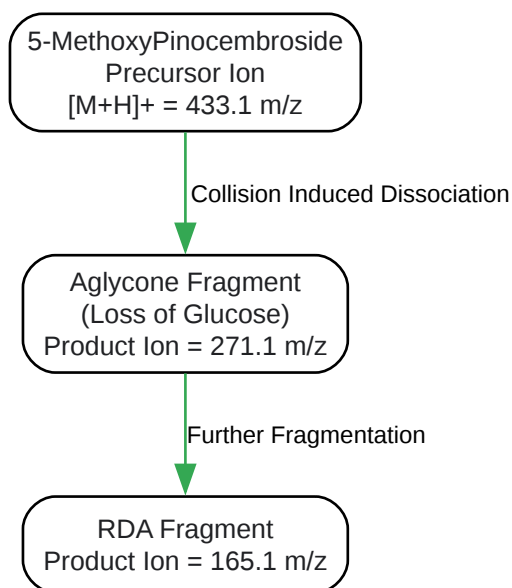 5-MethoxyPinocembroside
Precursor Ion
[M+H]+ = 433.1 m/z
Collision Induced Dissociation
Aglycone Fragment
(Loss of Glucose)
Product Ion = 271.1 m/z
Further Fragmentation
RDA Fragment
Product Ion = 165.1 m/z